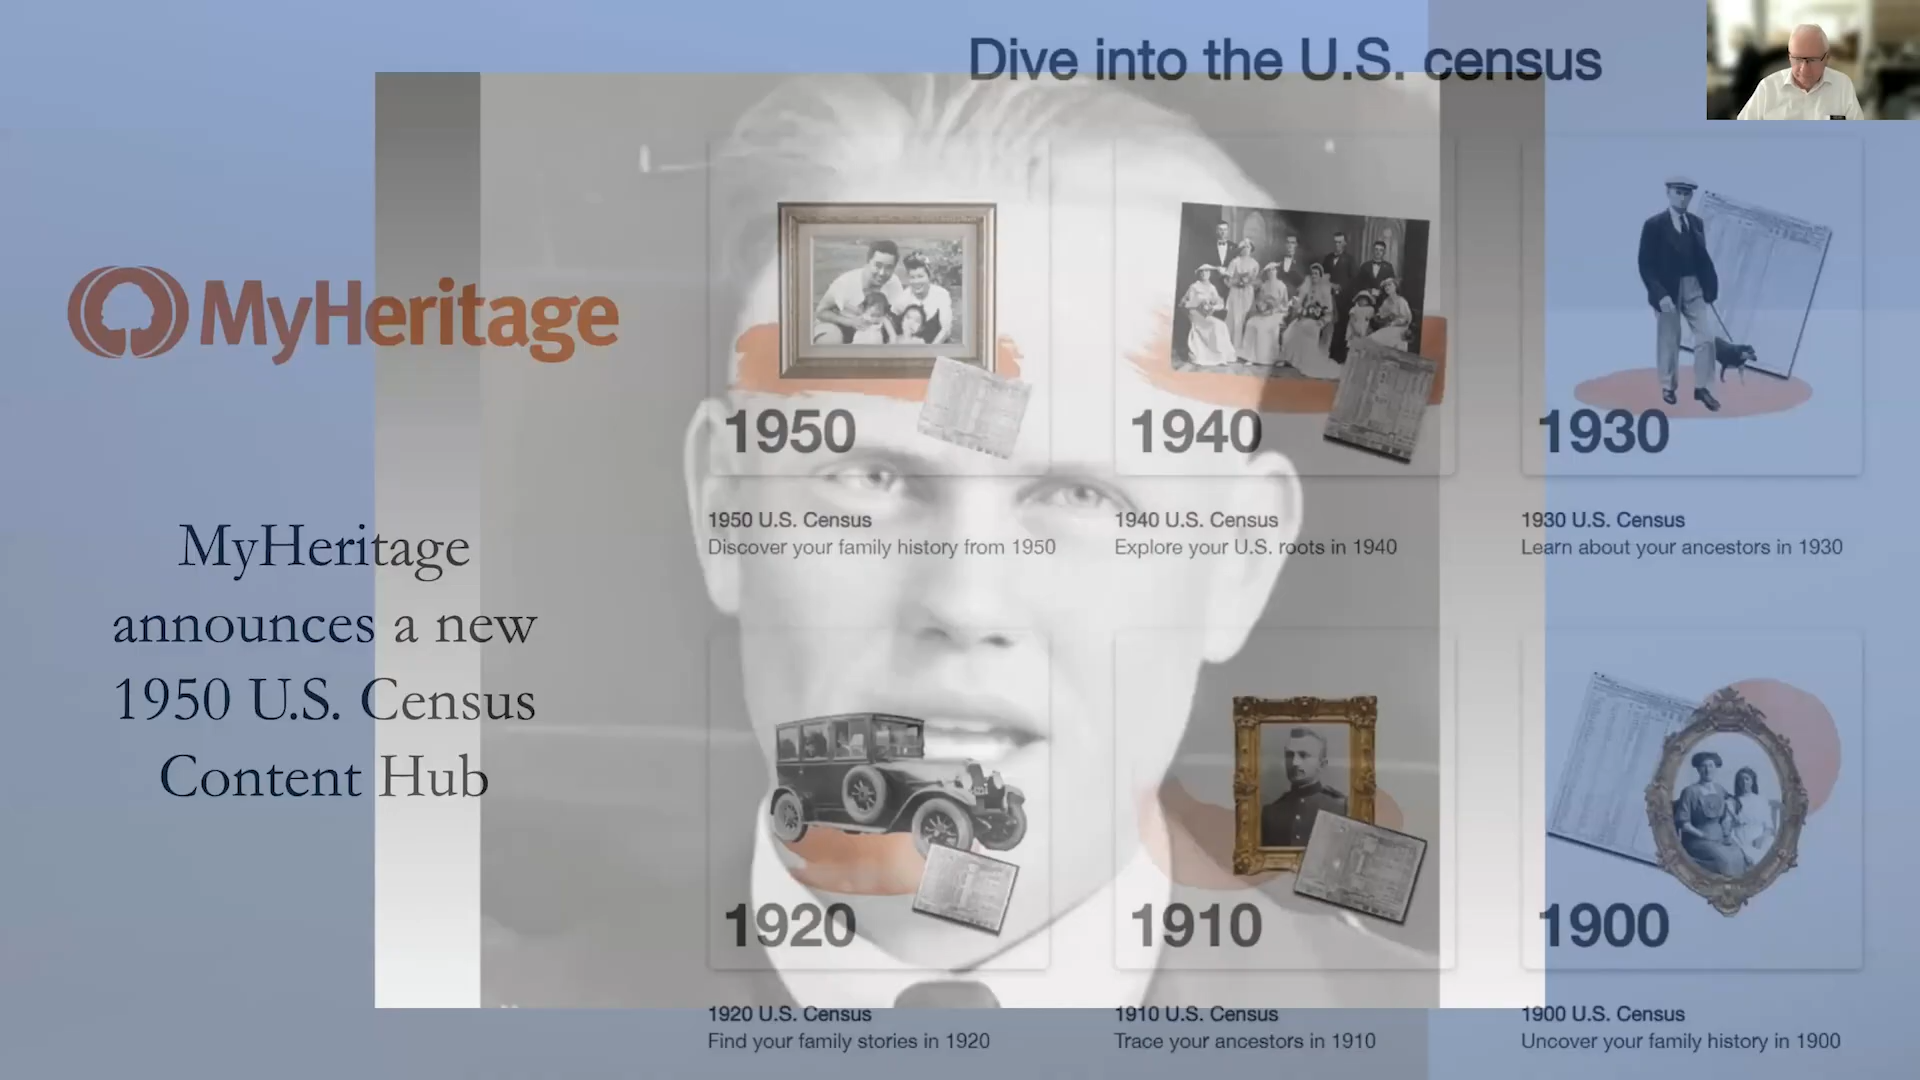 Dive into the U.S. census
MyHeritage
MyHeritage
announces a new
1950 U.S. Census
Content Hub
1950
1950 U.S. Census
Discover your family history from 1950
1940
1940 U.S. Census
Explore your U.S. roots in 1940
1930
1930 U.S. Census
Learn about your ancestors in 1930
1920
1920 U.S. Census
Find your family stories in 1920
1910
1910 U.S. Census
Trace your ancestors in 1910
1900
1900 U.S. Census
Uncover your family history in 1900